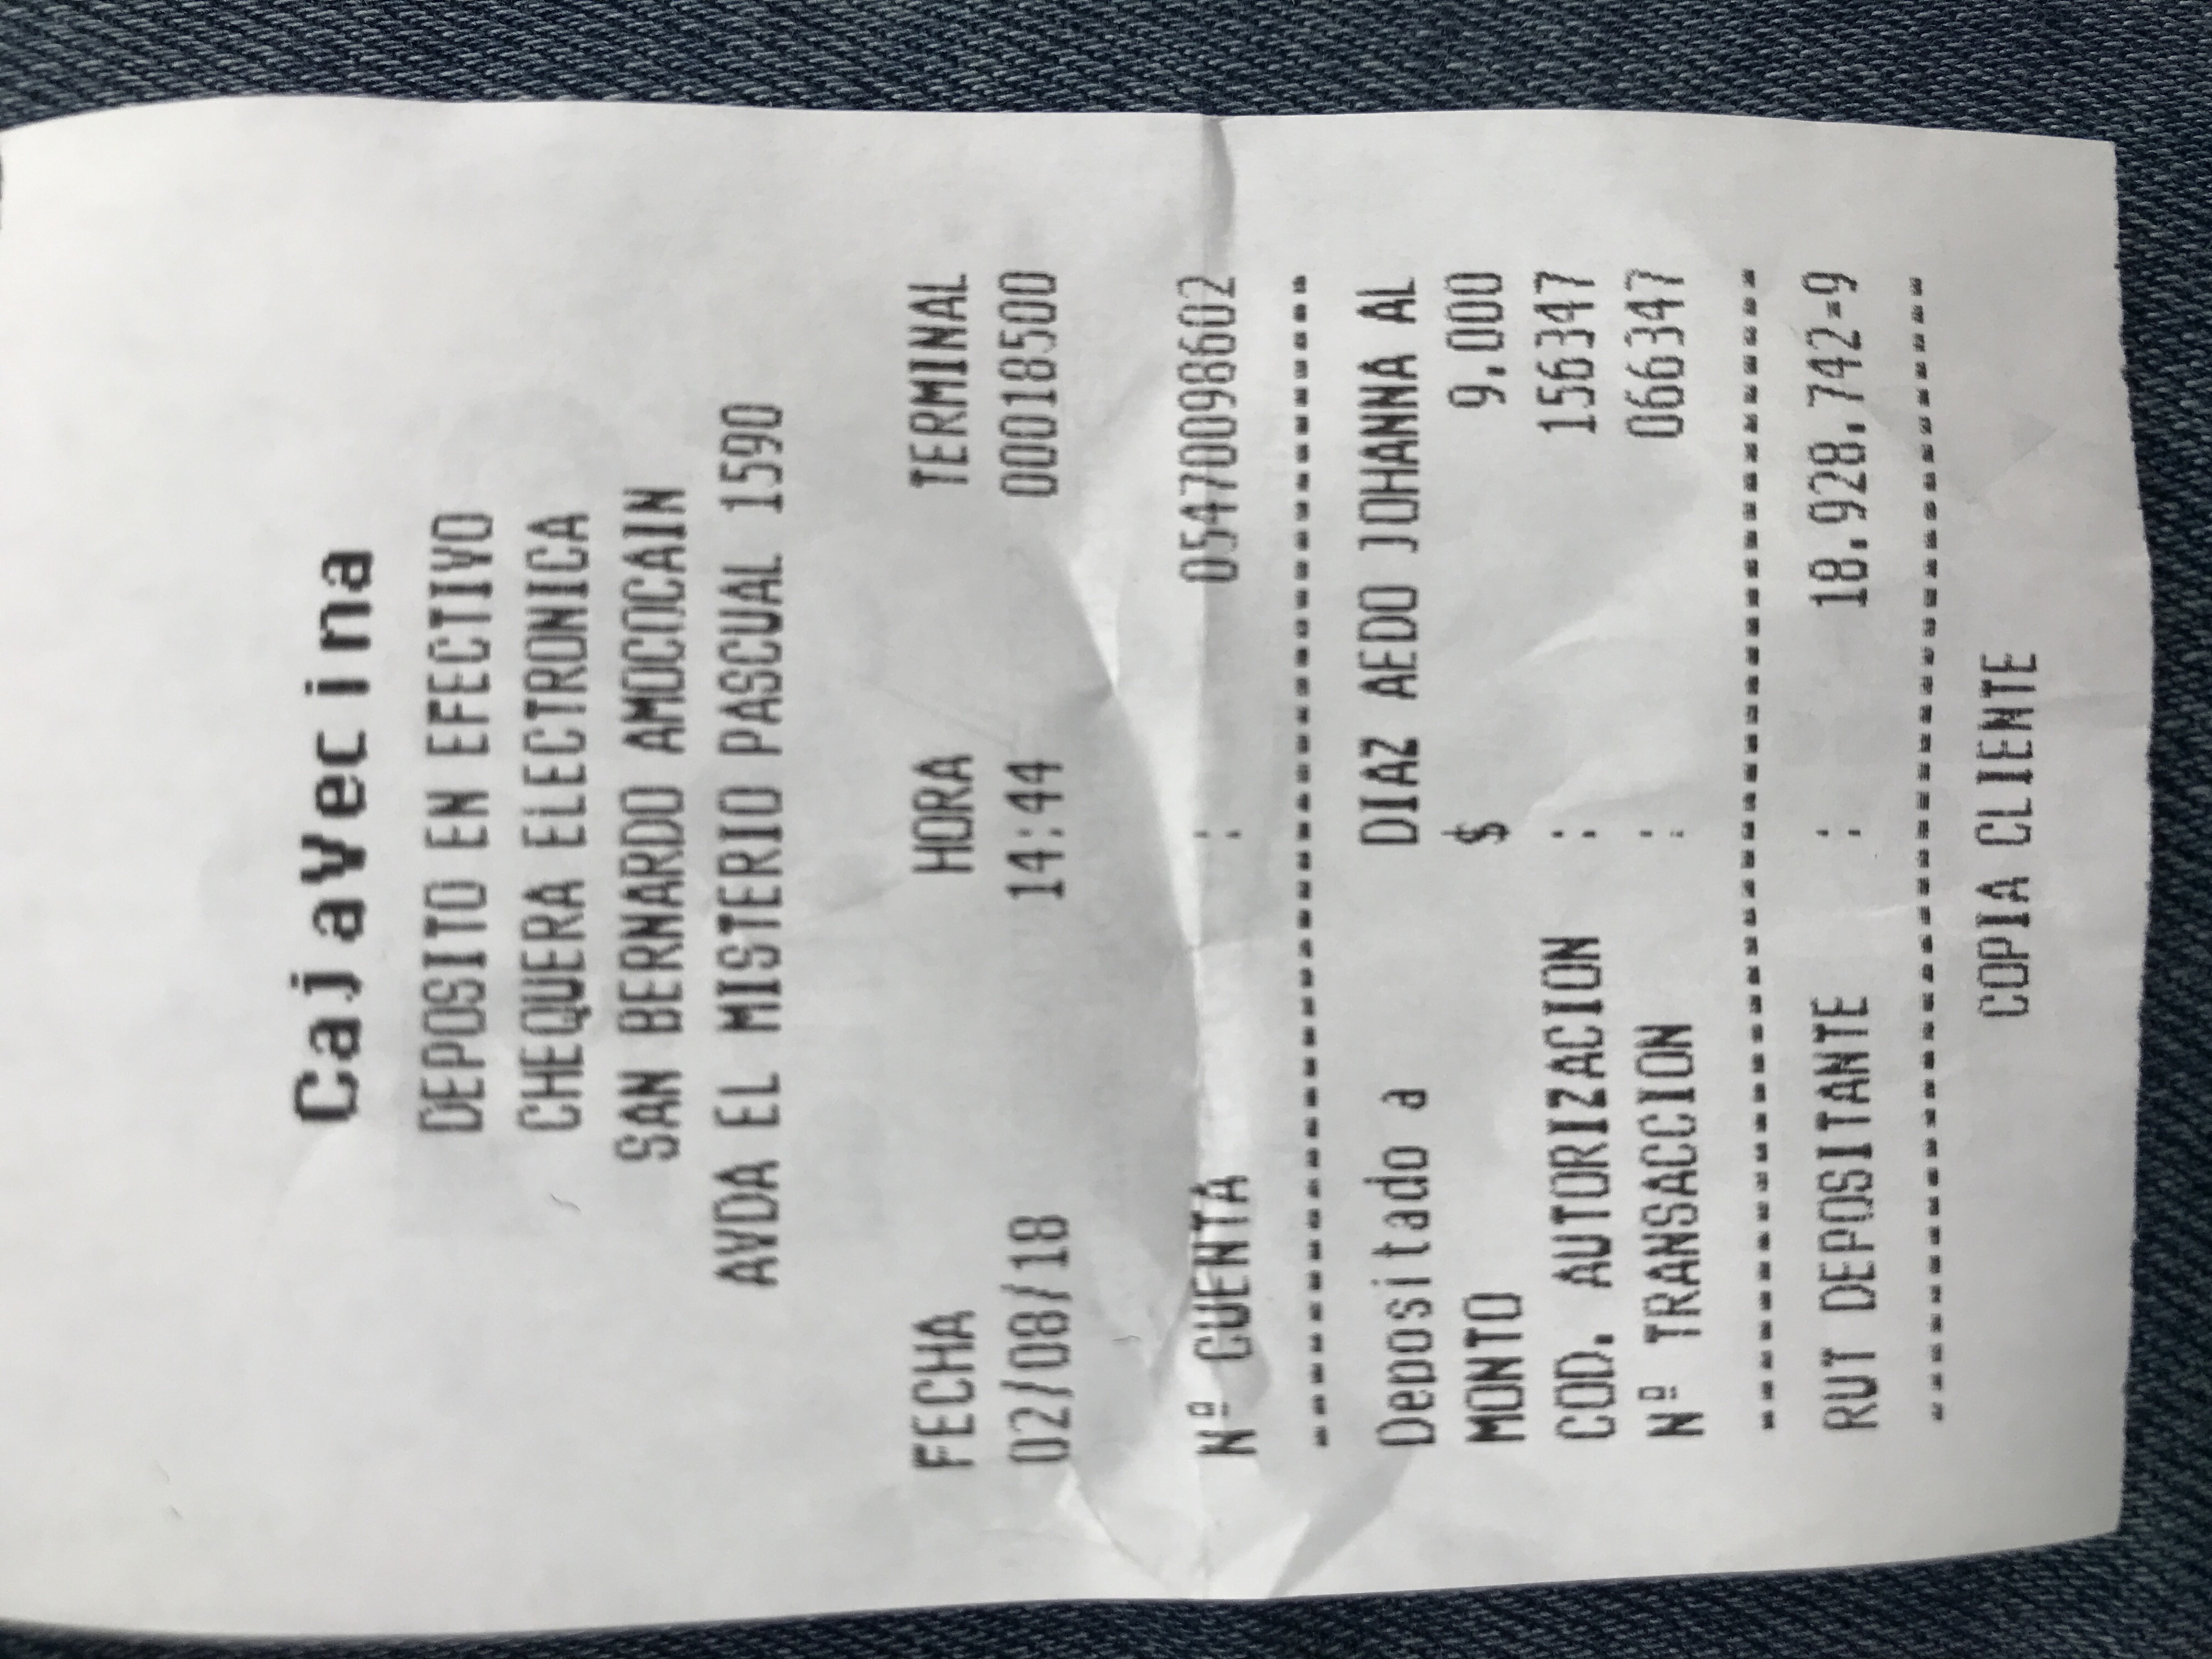 CajaVecina
DEPOSITO EN EFECTIVO
CHEQUERA ELECTRONICA
SAN BERNARDO AMOCOCAIN
AVDA EL MISTERIO PASCUAL 1590
FECHA HORA TERMINAL
02/08/18 14:44 00018500
Nº CUENTA : 05470098602
Depositado a DIAZ AEDO JOHANNA AL
MONTO $ 9.000
COD. AUTORIZACION : 156347
Nº TRANSACCION : 066347
RUT DEPOSITANTE : 18.928.742-9
COPIA CLIENTE